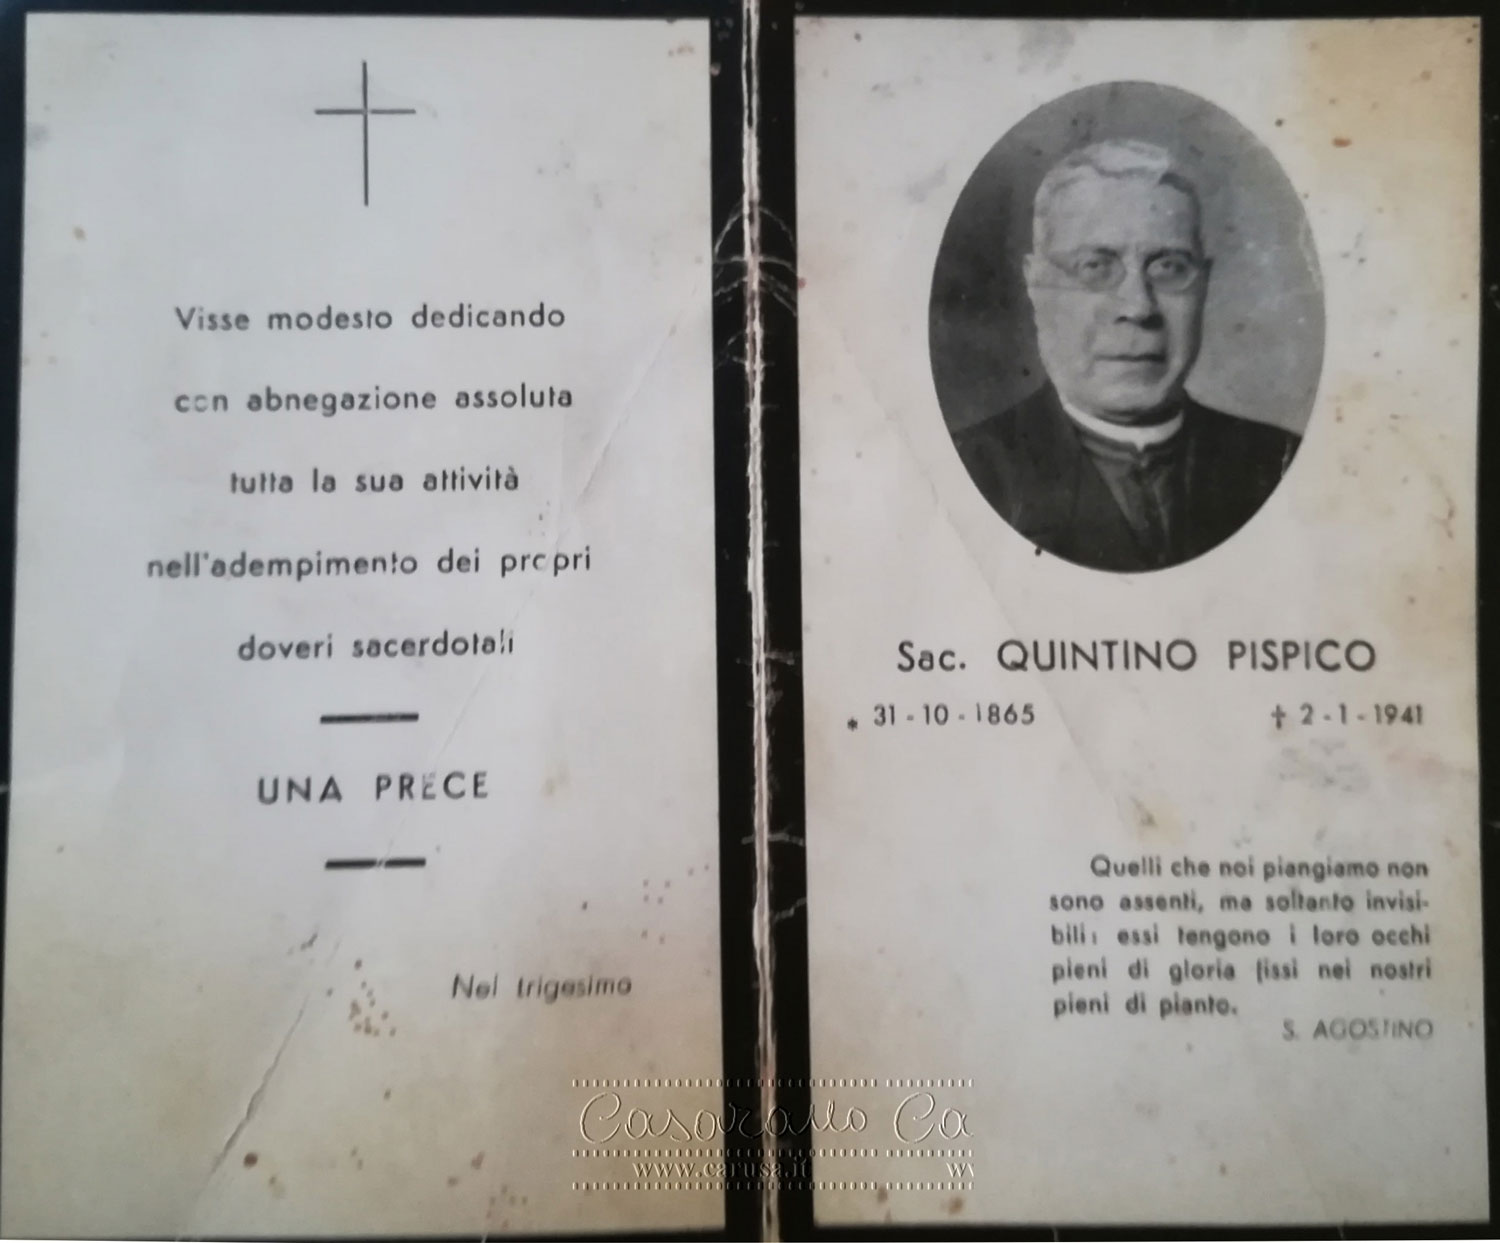 Visse modesto dedicando
con abnegazione assoluta
tutta la sua attività
nell'adempimento dei propri
doveri sacerdotali
UNA PRECE
Nel trigesimo
Sac. QUINTINO PISPICO
* 31 - 10 - 1865 † 2 - 1 - 1941
Quelli che noi piangiamo non
sono assenti, ma soltanto invisi-
bili: essi tengono i loro occhi
pieni di gloria fissi nei nostri
pieni di pianto.
S. AGOSTINO
Casarano Ca
www.carusa.it w